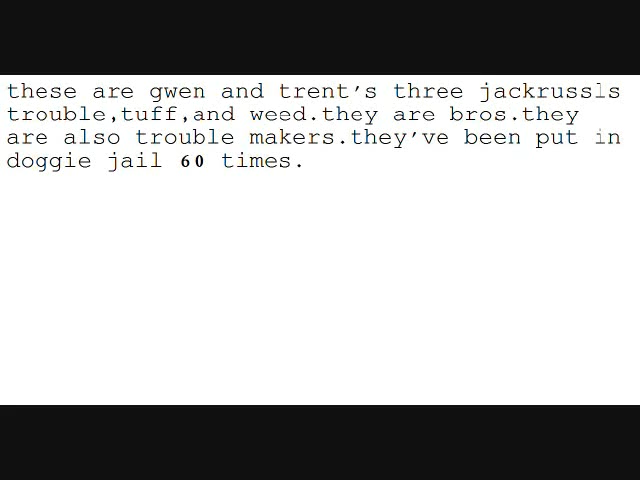 these are gwen and trent's three jackrussls
trouble,tuff,and weed.they are bros.they
are also trouble makers.they've been put in
doggie jail 60 times.